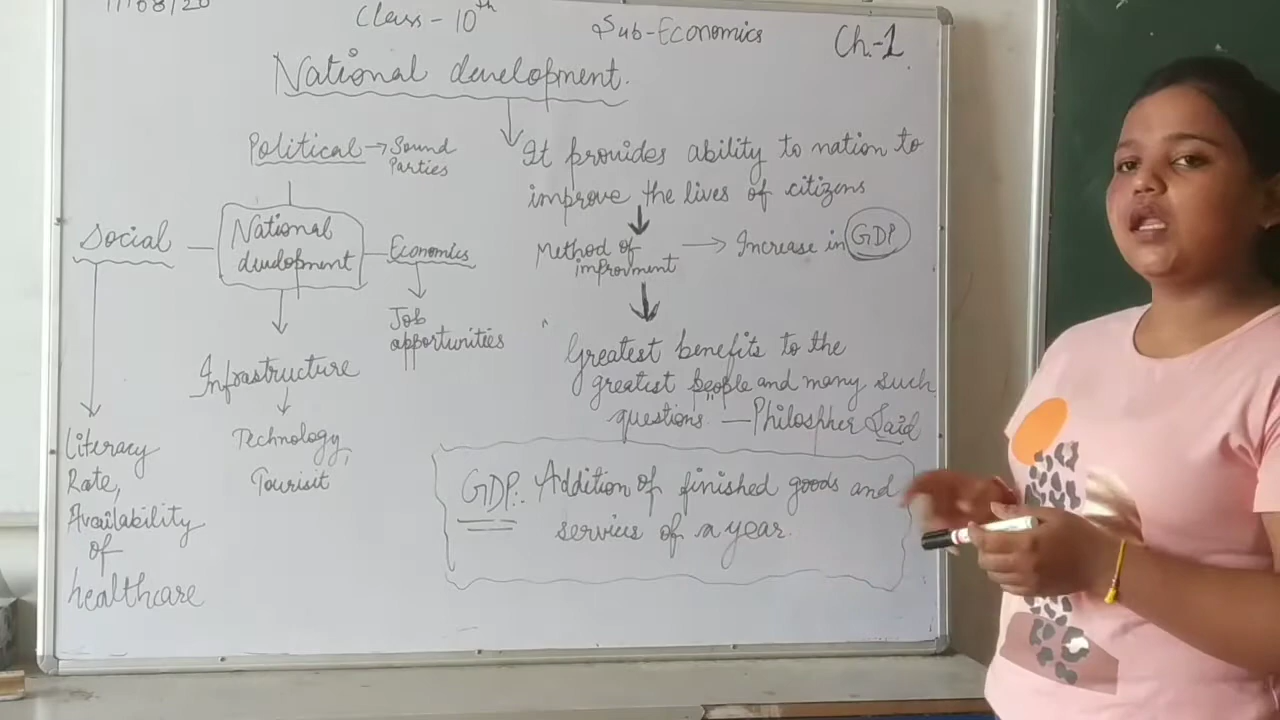 Class - 10th
Sub-Economics
Ch.-1
National development.
Political → Sound
Parties
It provides ability to nation to
improve the lives of citizens
Social
National
development
Economics
Method of
improvment
→ Increase in GDP
Job
opportunities
Infrastructure
Greatest benefits to the
greatest people and many such
questions. — Philoshher Said
Technology,
Tourisit
Literacy
Rate,
Availability
of
healthcare
GDP:. Addition of finished goods and
services of a year.